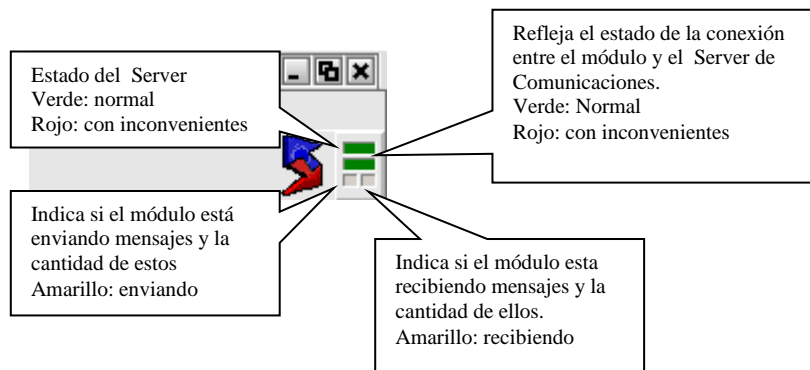 Estado del  Server
Verde: normal
Rojo: con inconvenientes
Refleja el estado de la conexión
entre el módulo y el  Server de
Comunicaciones.
Verde: Normal
Rojo: con inconvenientes
Indica si el módulo está
enviando mensajes y la
cantidad de estos
Amarillo: enviando
Indica si el módulo esta
recibiendo mensajes y la
cantidad de ellos.
Amarillo: recibiendo